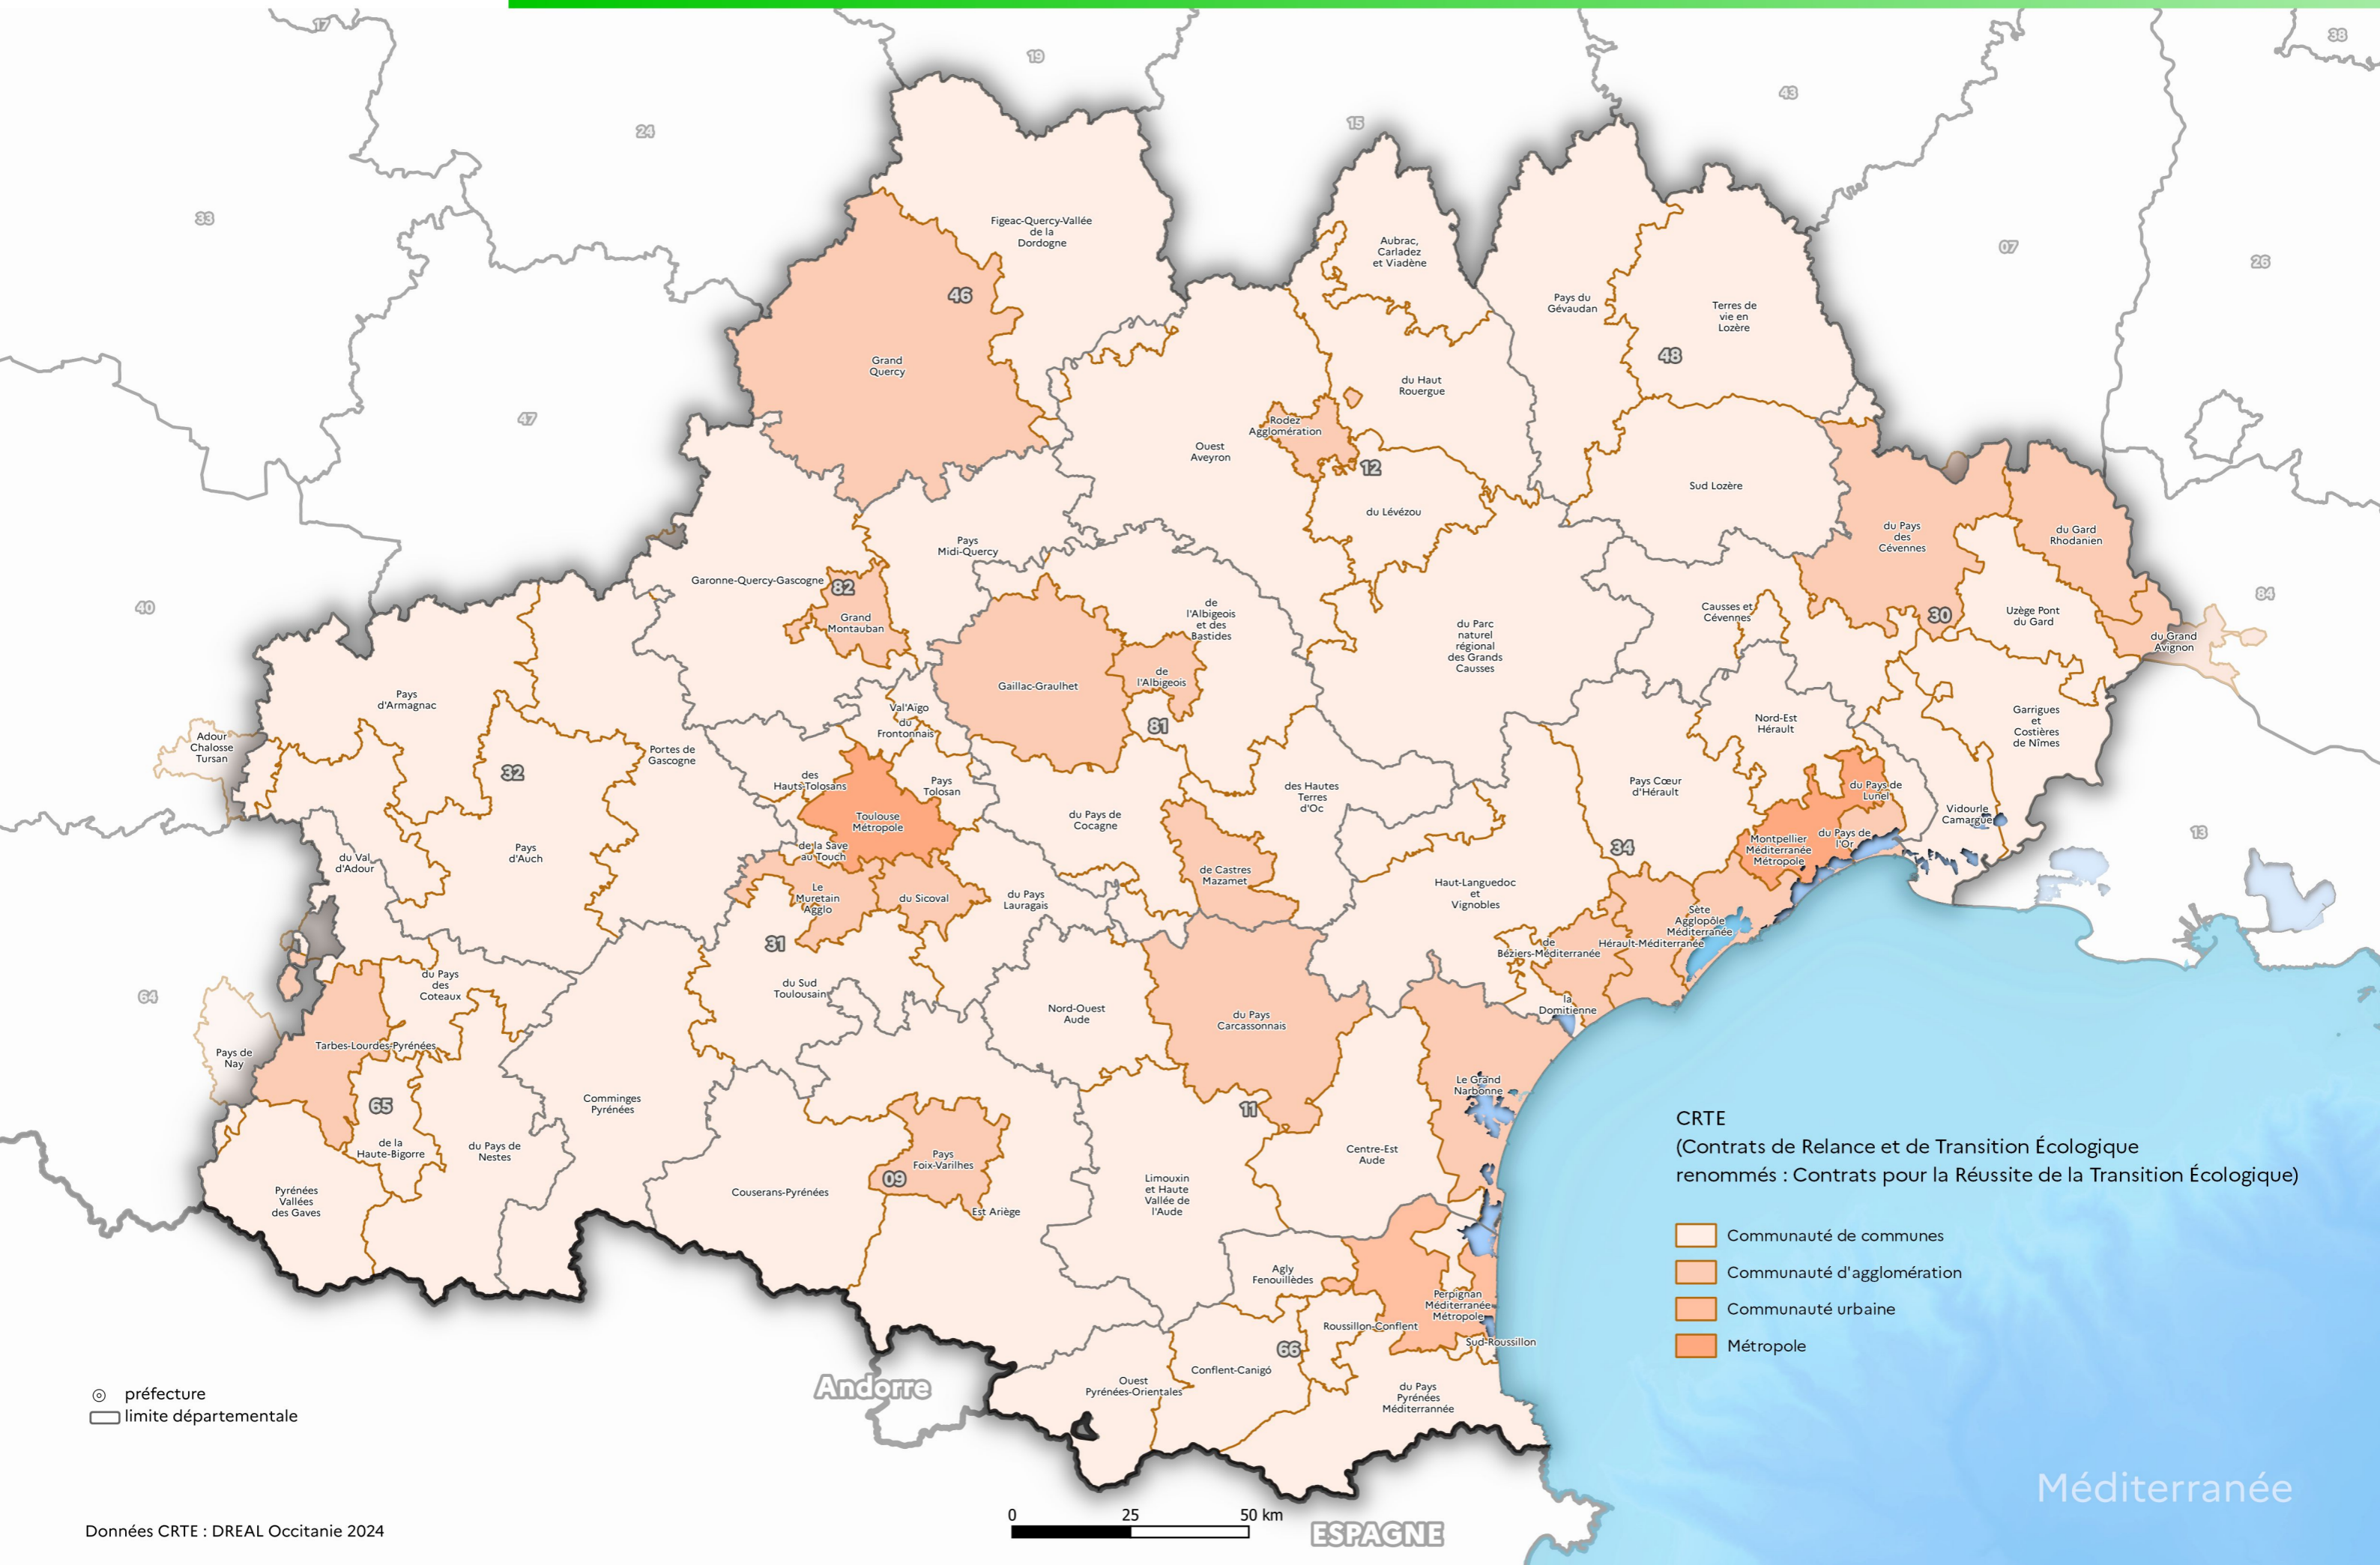 17
19
38
43
15
24
33
07
26
Figeac-Quercy-Vallée
de la
Dordogne
Aubrac,
Carladez
et Viadène
46
Pays du
Gévaudan
Terres de
vie en
Lozère
48
Grand
Quercy
du Haut
Rouergue
47
Rodez
Agglomération
Ouest
Aveyron
12
Sud Lozère
du Lévézou
du Pays
des
Cévennes
du Gard
Rhodanien
Pays
Midi-Quercy
Garonne-Quercy-Gascogne
82
84
40
Grand
Montauban
de
l'Albigeois
et des
Bastides
Causses et
Cévennes
30
Uzège Pont
du Gard
du Grand
Avignon
du Parc
naturel
régional
des Grands
Causses
Gaillac-Graulhet
de
l'Albigeois
Pays
d'Armagnac
Val'Aïgo
du
Frontonnais
81
Nord-Est
Hérault
Garrigues
et
Costières
de Nîmes
Adour
Chalosse
Tursan
Portes de
Gascogne
32
des
Hauts Tolosans
Pays
Tolosan
des Hautes
Terres
d'Oc
Pays Cœur
d'Hérault
du Pays de
Lunel
Toulouse
Métropole
du Pays de
Cocagne
Vidourle
Camargue
13
du Pays de
l'Or
Montpellier
Méditerranée
Métropole
de la Save
au Touch
Pays
d'Auch
du Val
d'Adour
34
de Castres
Mazamet
Le
Muretain
Agglo
du Sicoval
du Pays
Lauragais
Haut-Languedoc
et
Vignobles
Sète
Agglopôle
Méditerranée
31
de
Béziers-Méditerranée
Hérault-Méditerranée
du Pays
des
Coteaux
du Sud
Toulousain
64
Nord-Ouest
Aude
du Pays
Carcassonnais
la
Domitienne
Pays de
Nay
Tarbes-Lourdes-Pyrénées
Le Grand
Narbonne
65
Comminges
Pyrénées
11
CRTE
(Contrats de Relance et de Transition Écologique
renommés : Contrats pour la Réussite de la Transition Écologique)
de la
Haute-Bigorre
du Pays de
Nestes
Pays
Foix-Varilhes
Centre-Est
Aude
09
Couserans-Pyrénées
Limouxin
et Haute
Vallée de
l'Aude
Pyrénées
Vallées
des Gaves
Est Ariège
Communauté de communes
Communauté d'agglomération
Communauté urbaine
Métropole
Agly
Fenouillèdes
Perpignan
Méditerranée
Métropole
Roussillon-Conflent
Sud-Roussillon
66
Conflent-Canigó
Ouest
Pyrénées-Orientales
du Pays
Pyrénées
Méditerrannée
Andorre
préfecture
limite départementale
Méditerranée
0 25 50 km
ESPAGNE
Données CRTE : DREAL Occitanie 2024